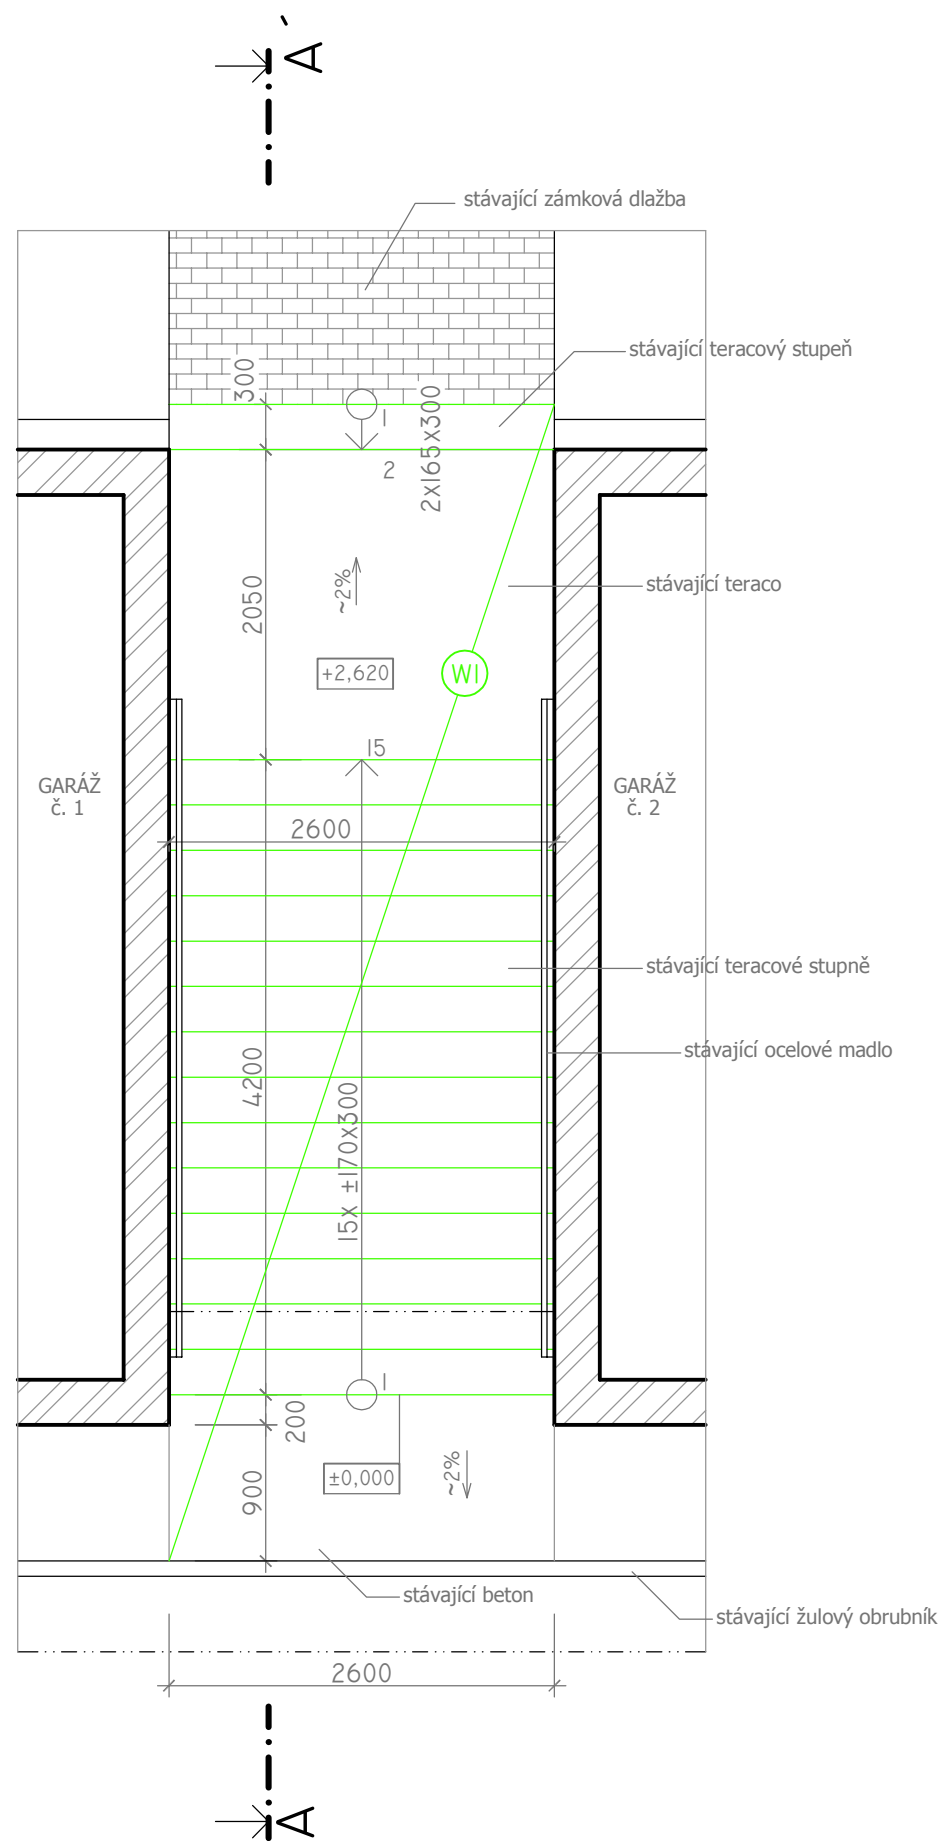 A`
stávající zámková dlažba
stávající teracový stupeň
300
1
2
2x165x300
2050
~2%
stávající teraco
+2,620
W1
15
GARÁŽ
č. 1
GARÁŽ
č. 2
2600
stávající teracové stupně
stávající ocelové madlo
4200
15x ±170x300
1
200
±0,000
~2%
900
stávající beton
stávající žulový obrubník
2600
A